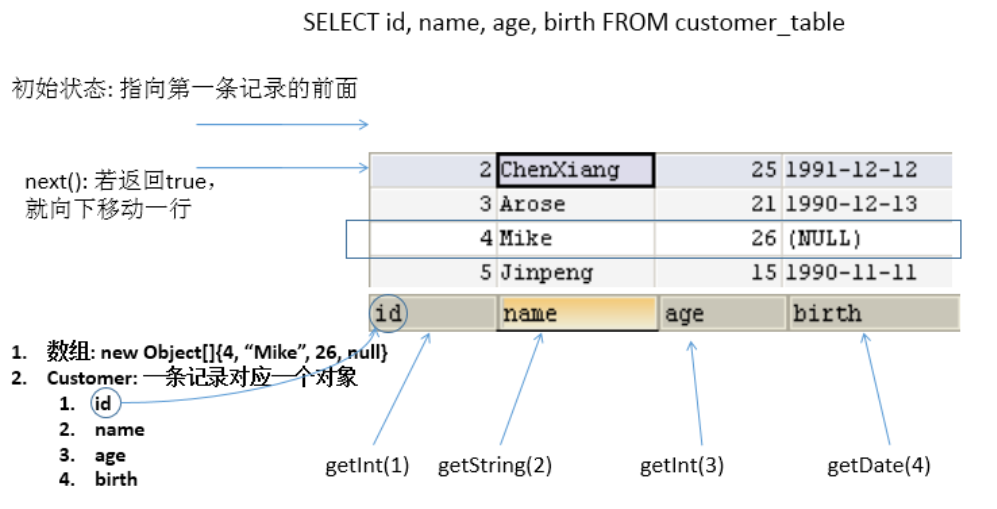 SELECT id, name, age, birth FROM customer_table
初始状态: 指向第一条记录的前面
next(): 若返回true,
就向下移动一行
2 ChenXiang 25 1991-12-12
3 Arose 21 1990-12-13
4 Mike 26 (NULL)
5 Jinpeng 15 1990-11-11
id name age birth
1. 数组: new Object[]{4, “Mike”, 26, null}
2. Customer: 一条记录对应一个对象
1. id
2. name
3. age
4. birth
getInt(1) getString(2) getInt(3) getDate(4)